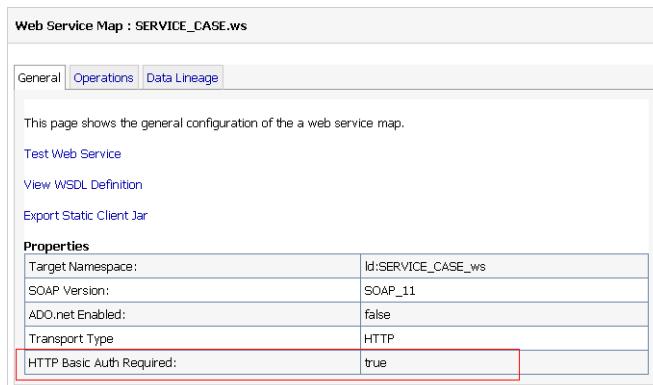 Web Service Map : SERVICE_CASE.ws
General Operations Data Lineage
This page shows the general configuration of the a web service map.
Test Web Service
View WSDL Definition
Export Static Client Jar
Properties
Target Namespace: ld:SERVICE_CASE_ws
SOAP Version: SOAP_11
ADO.net Enabled: false
Transport Type HTTP
HTTP Basic Auth Required: true